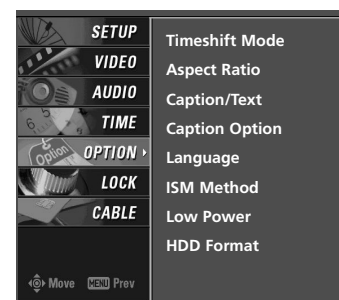 SETUP
VIDEO
AUDIO
TIME
OPTION
LOCK
CABLE
Move MENU Prev
Timeshift Mode
Aspect Ratio
Caption/Text
Caption Option
Language
ISM Method
Low Power
HDD Format